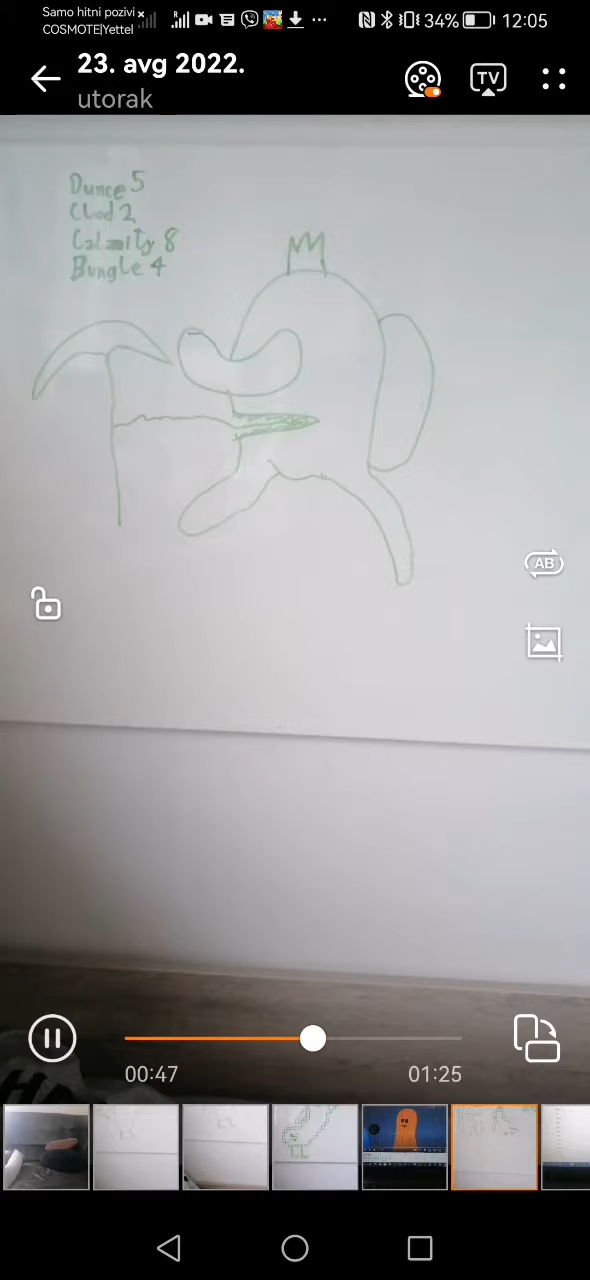 Samo hitni pozivi
COSMOTE|Yettel
34%
12:05
23. avg 2022.
utorak
TV
Dunce 5
Clod 2
Calamity 8
Bungle 4
AB
00:47
01:25